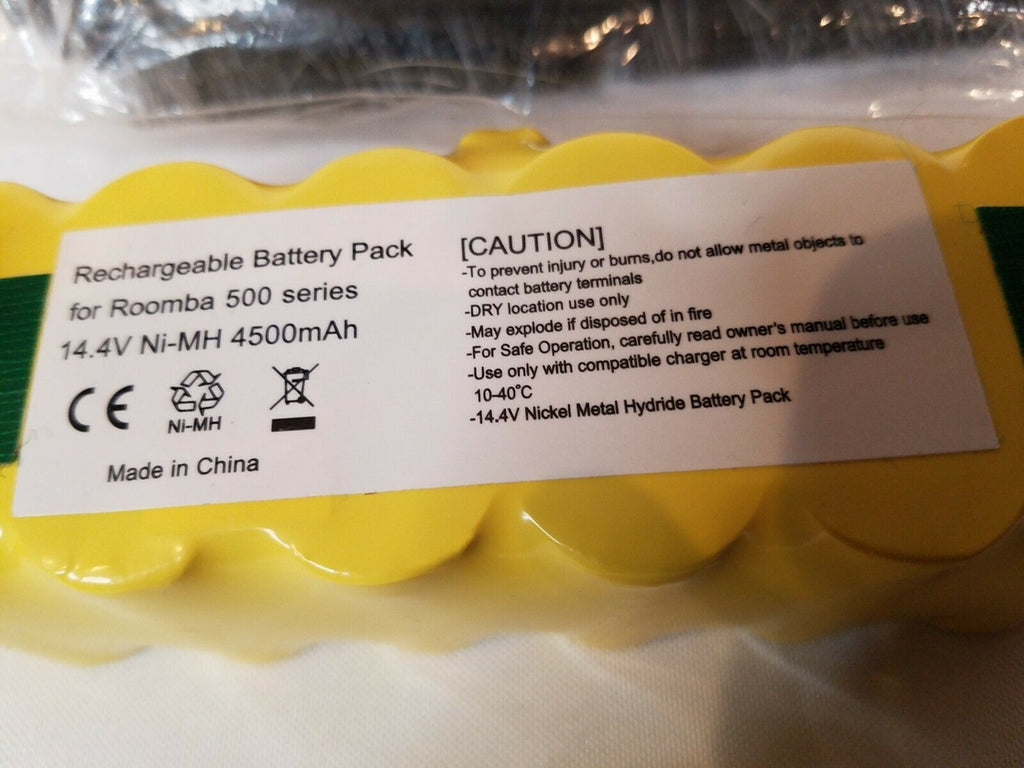 Rechargeable Battery Pack
for Roomba 500 series
14.4V Ni-MH 4500mAh
CE
Ni-MH
Made in China
[CAUTION]
-To prevent injury or burns,do not allow metal objects to
contact battery terminals
-DRY location use only
-May explode if disposed of in fire
-For Safe Operation, carefully read owner's manual before use
-Use only with compatible charger at room temperature
10-40°C
-14.4V Nickel Metal Hydride Battery Pack